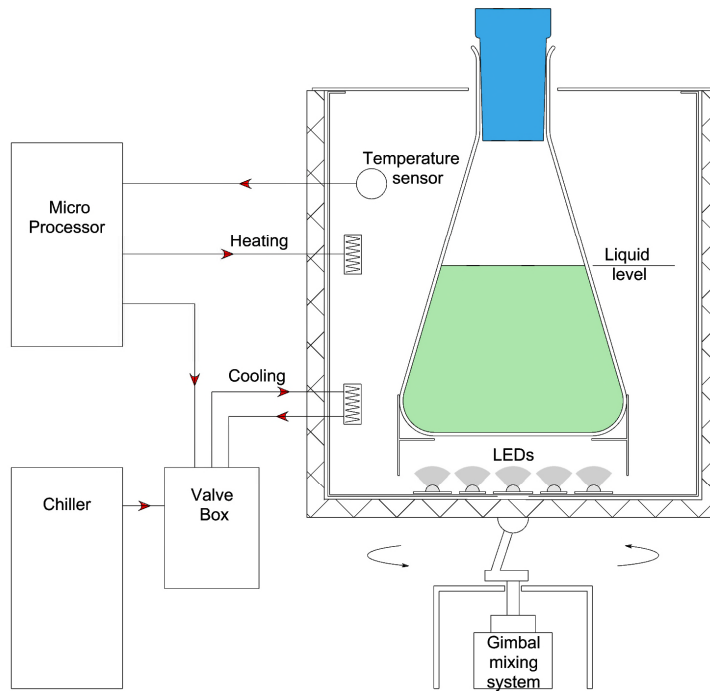 Temperature
sensor
Micro
Processor
Heating
Liquid
level
Cooling
LEDs
Chiller
Valve
Box
Gimbal
mixing
system